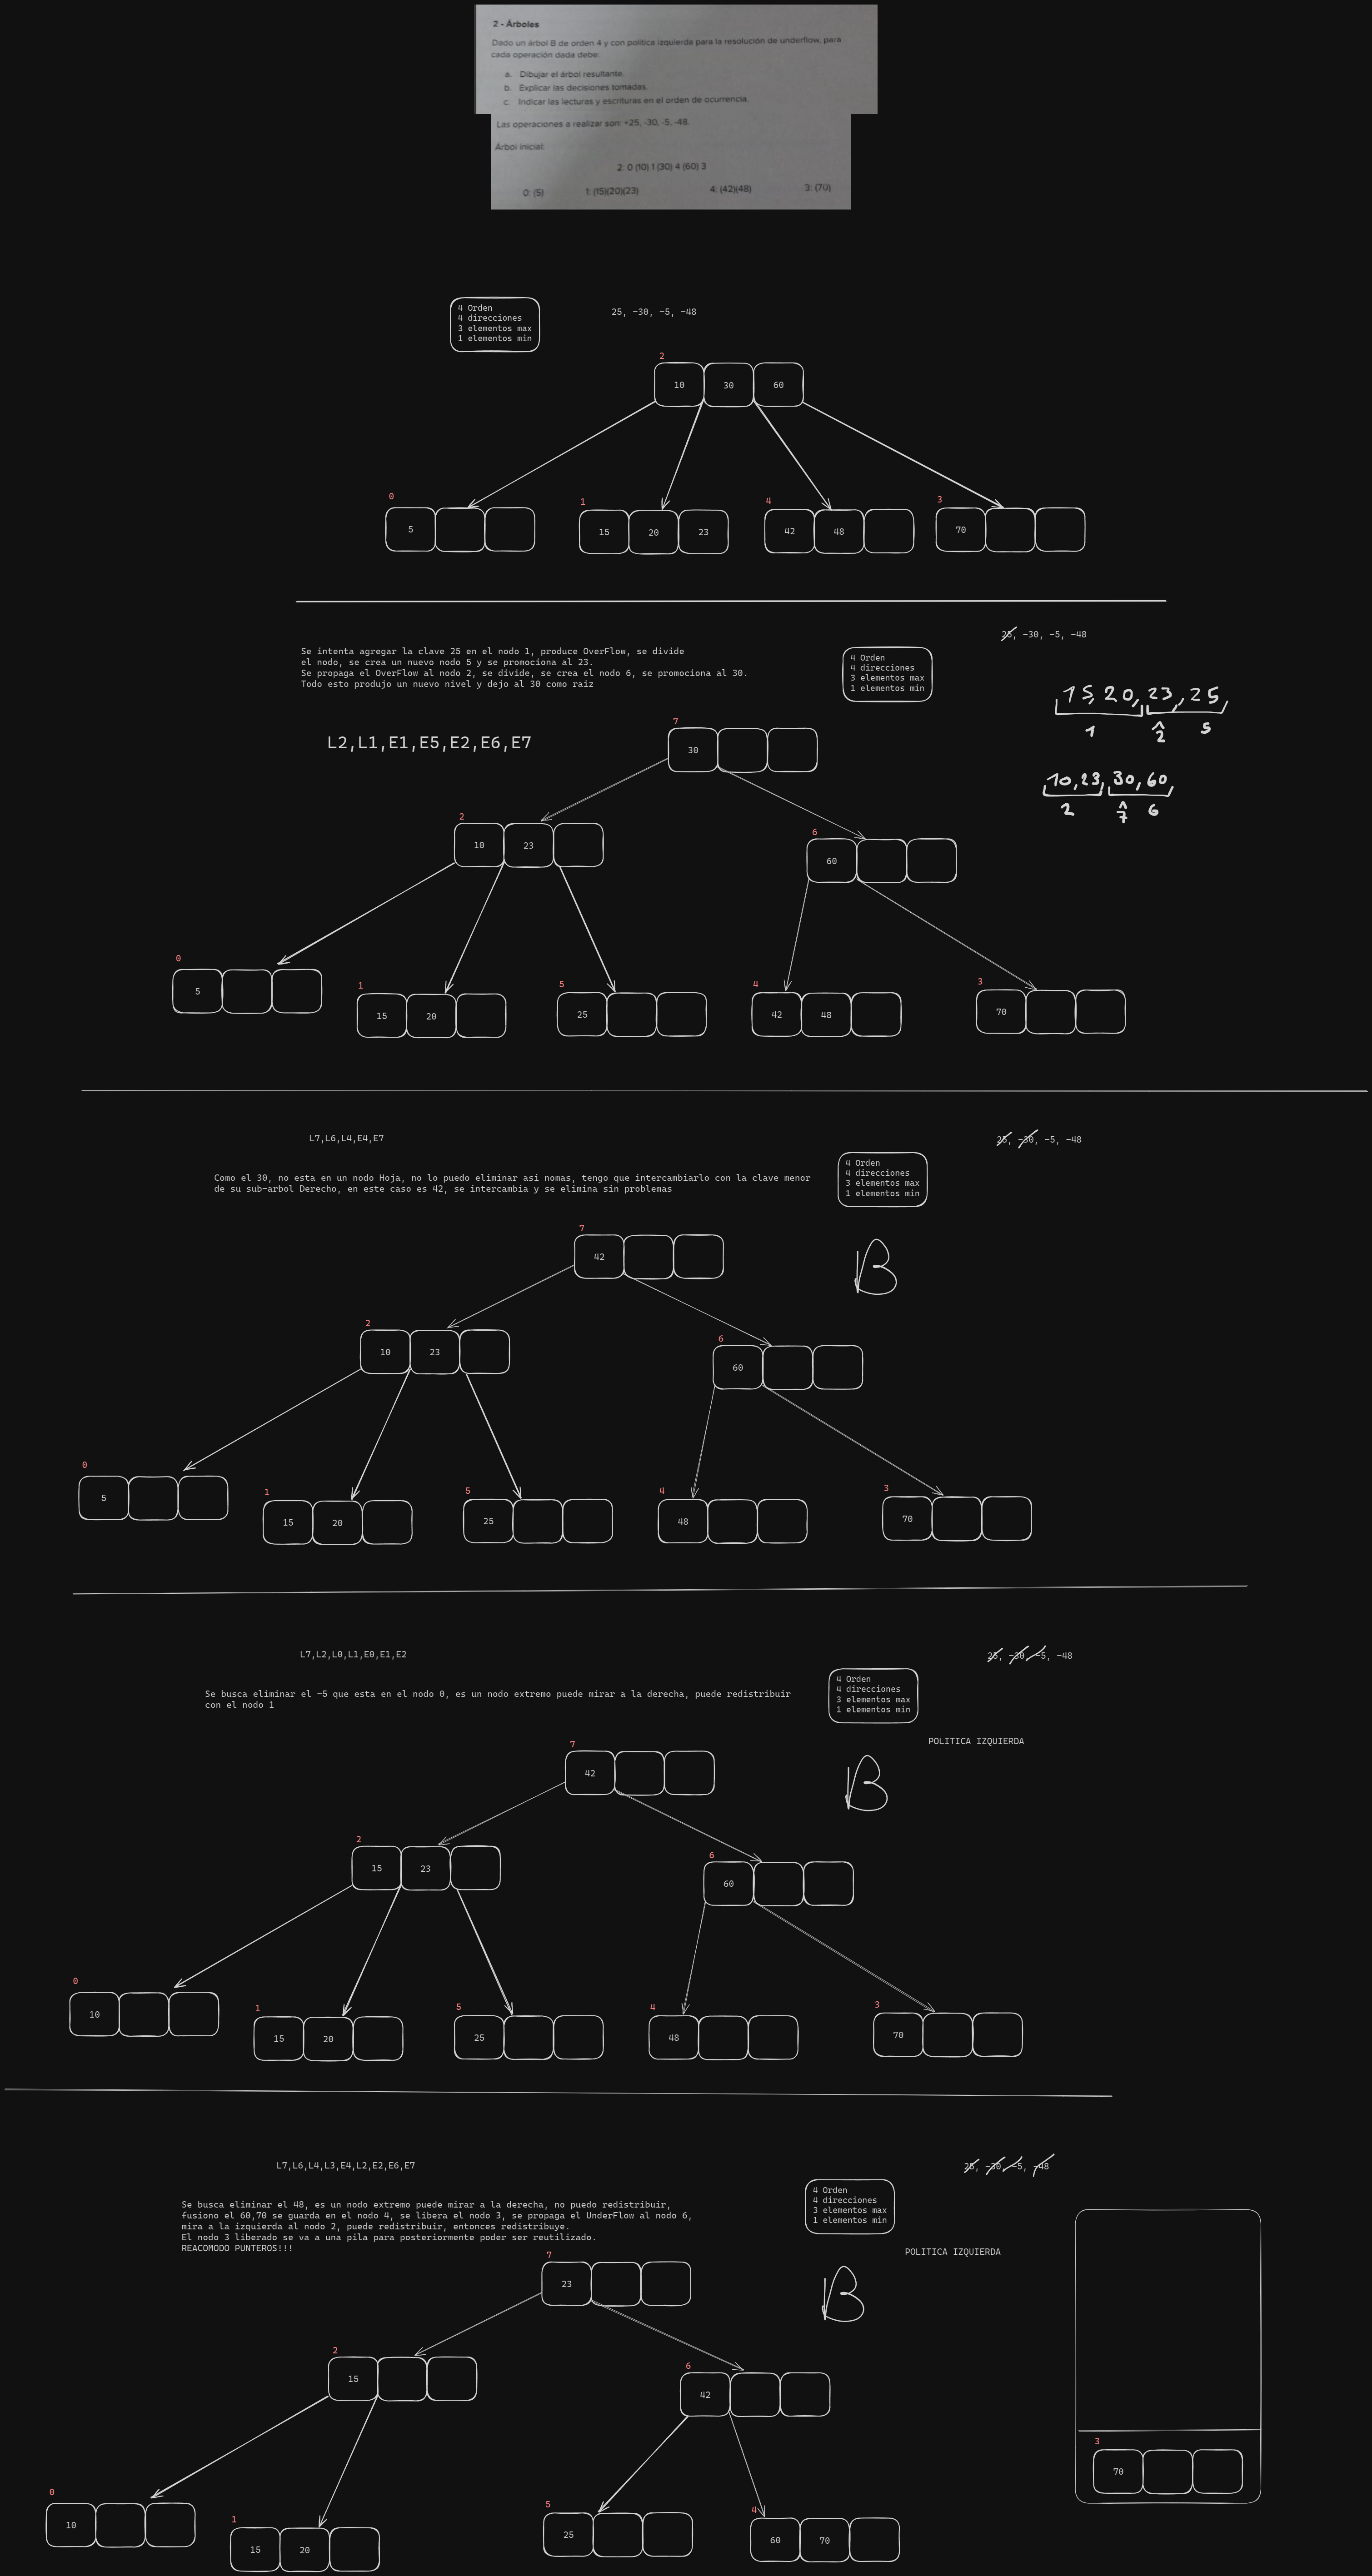 2 - Árboles
Dado un árbol B de orden 4 y con política izquierda para la resolución de underflow, para
cada operación dada debe:
a. Dibujar el árbol resultante.
b. Explicar las decisiones tomadas.
c. Indicar las lecturas y escrituras en el orden de ocurrencia.
Las operaciones a realizar son: +25, -30, -5, -48.
Árbol inicial:
2: 0 (10) 1 (30) 4 (60) 3
0: (5) 1: (15)(20)(23) 4: (42)(48) 3: (70)
4 Orden
4 direcciones
3 elementos max
1 elementos min
25, -30, -5, -48
2
10 30 60
0 1 4 3
5 15 20 23 42 48 70
25, -30, -5, -48
Se intenta agregar la clave 25 en el nodo 1, produce OverFlow, se divide
el nodo, se crea un nuevo nodo 5 y se promociona al 23.
Se propaga el OverFlow al nodo 2, se divide, se crea el nodo 6, se promociona al 30.
Todo esto produjo un nuevo nivel y dejo al 30 como raiz
4 Orden
4 direcciones
3 elementos max
1 elementos min
15, 20, 23, 25,
1 2 5
10, 23, 30, 60,
2 7 6
L2,L1,E1,E5,E2,E6,E7
7
30
2 6
10 23 60
0 1 5 4 3
5 15 20 25 42 48 70
L7,L6,L4,E4,E7
25, -30, -5, -48
Como el 30, no esta en un nodo Hoja, no lo puedo eliminar asi nomas, tengo que intercambiarlo con la clave menor
de su sub-arbol Derecho, en este caso es 42, se intercambia y se elimina sin problemas
4 Orden
4 direcciones
3 elementos max
1 elementos min
B
7
42
2 6
10 23 60
0 1 5 4 3
5 15 20 25 48 70
L7,L2,L0,L1,E0,E1,E2
25, -30, -5, -48
Se busca eliminar el -5 que esta en el nodo 0, es un nodo extremo puede mirar a la derecha, puede redistribuir
con el nodo 1
4 Orden
4 direcciones
3 elementos max
1 elementos min
POLITICA IZQUIERDA
B
7
42
2 6
15 23 60
0 1 5 4 3
10 15 20 25 48 70
L7,L6,L4,L3,E4,L2,E2,E6,E7
25, -30, -5, -48
Se busca eliminar el 48, es un nodo extremo puede mirar a la derecha, no puedo redistribuir,
fusiono el 60,70 se guarda en el nodo 4, se libera el nodo 3, se propaga el UnderFlow al nodo 6,
mira a la izquierda al nodo 2, puede redistribuir, entonces redistribuye.
El nodo 3 liberado se va a una pila para posteriormente poder ser reutilizado.
REACOMODO PUNTEROS!!!
4 Orden
4 direcciones
3 elementos max
1 elementos min
POLITICA IZQUIERDA
B
7
23
2 6
15 42
3
70
0 1 5 4
10 15 20 25 60 70